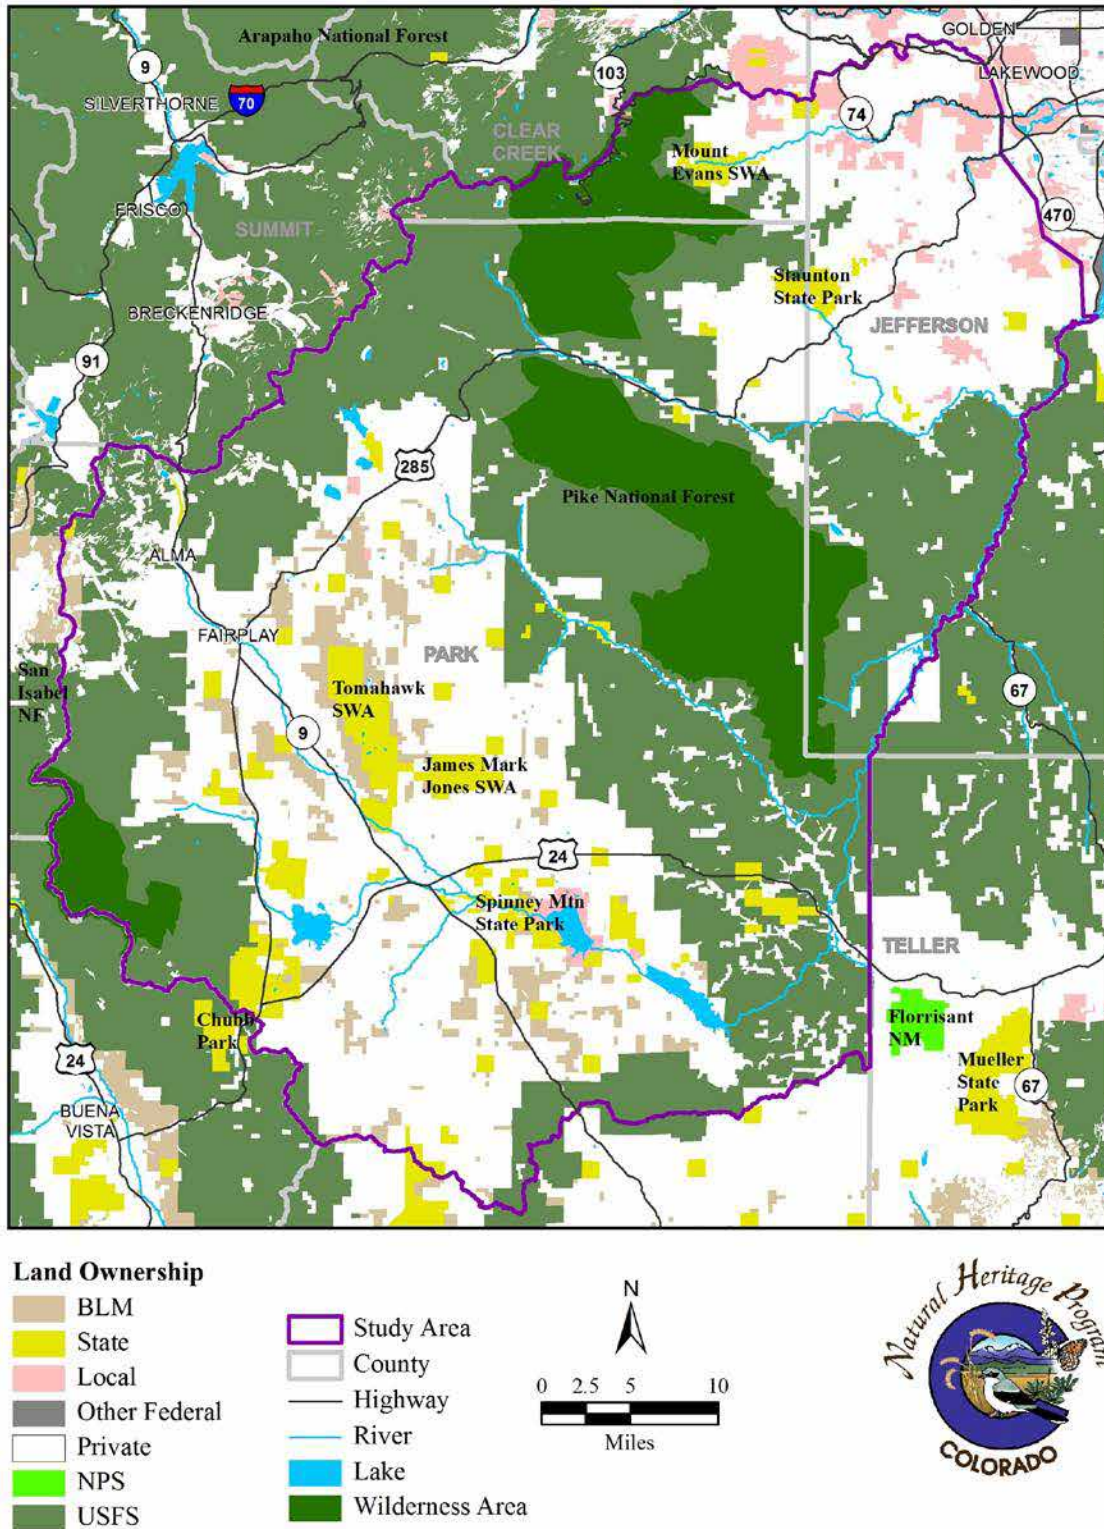 Arapaho National Forest
GOLDEN
9
103
LAKEWOOD
SILVERTHORNE
70
74
CLEAR
CREEK
Mount
Evans SWA
FRISCO
470
SUMMIT
Staunton
State Park
BRECKENRIDGE
JEFFERSON
91
285
Pike National Forest
ALMA
FAIRPLAY
PARK
San
Isabel
NF
Tomahawk
SWA
67
9
James Mark
Jones SWA
24
Spinney Mtn
State Park
TELLER
Chubb
Park
Florrisant
NM
24
Mueller
State
Park
67
BUENA
VISTA
Land Ownership
BLM
State
Local
Other Federal
Private
NPS
USFS
Study Area
County
Highway
River
Lake
Wilderness Area
N
0 2.5 5 10
Miles
Natural Heritage Program
COLORADO